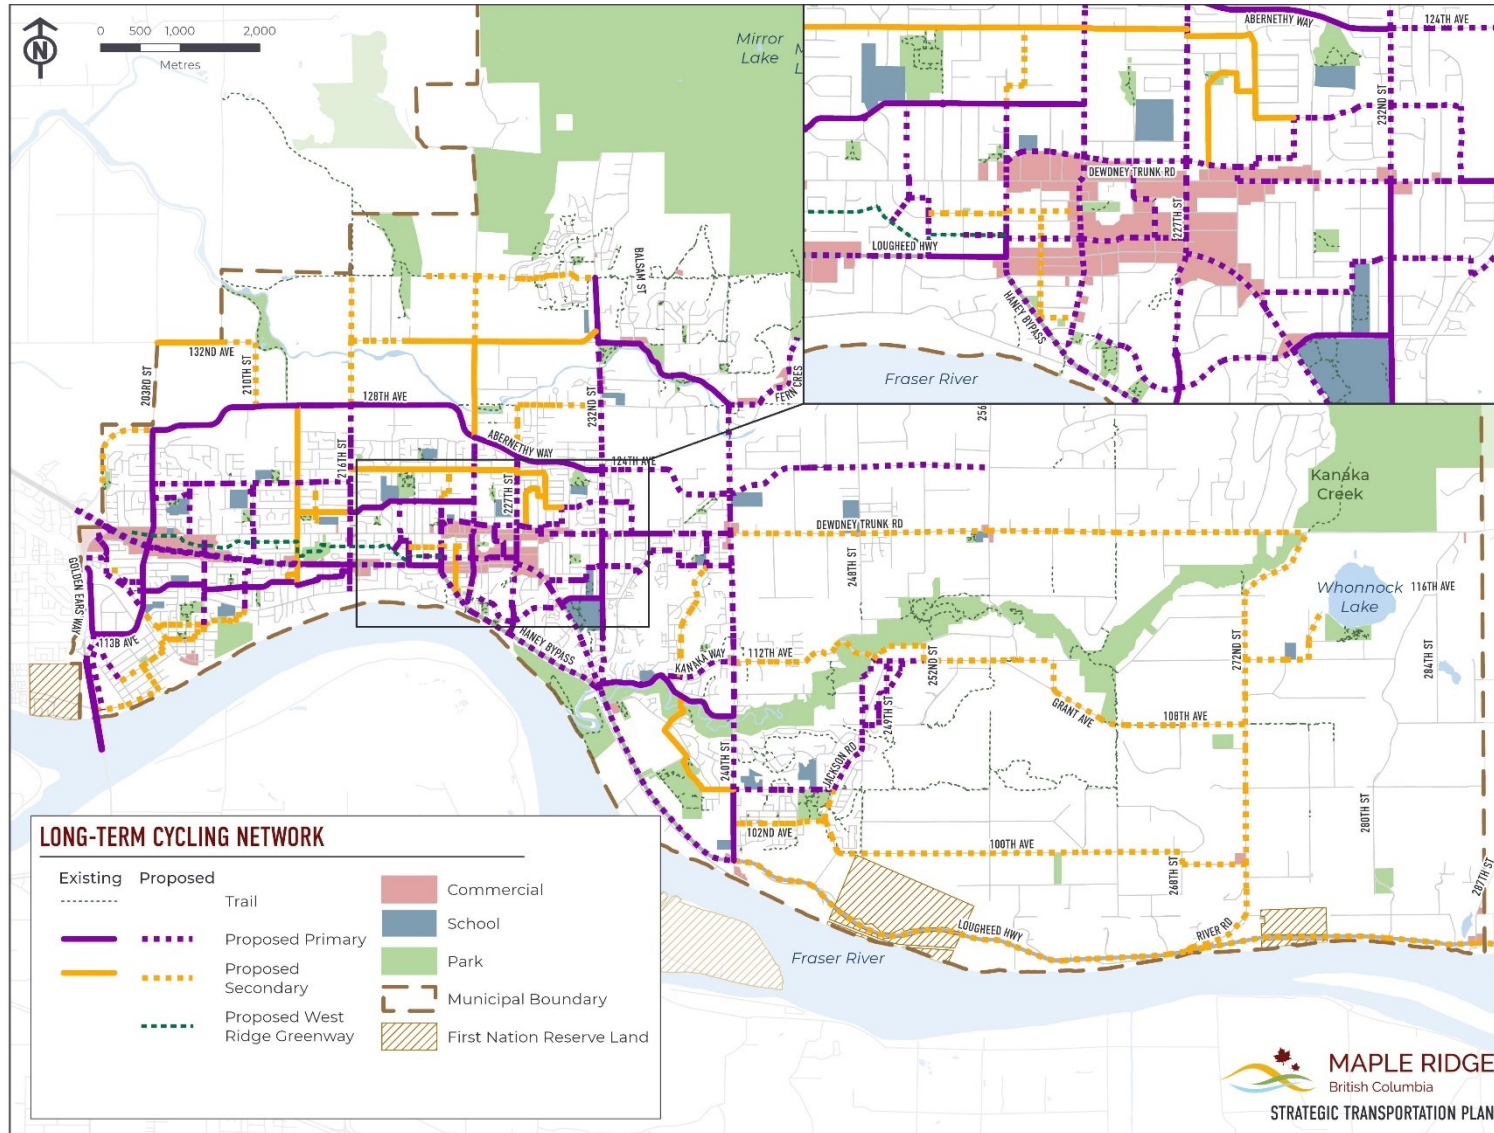 N
0 500 1,000 2,000
Metres
Mirror
Lake
M
L
ABERNETHY WAY
124TH AVE
232ND ST
DEWDNEY TRUNK RD
227TH ST
LOUGHEED HWY
HANEY BYPASS
Fraser River
BALSAM ST
132ND AVE
203RD ST
210TH ST
128TH AVE
216TH ST
232ND ST
FERN CRES
ABERNETHY WAY
124TH AVE
227TH ST
256
Kanaka
Creek
DEWDNEY TRUNK RD
248TH ST
GOLDEN EARS WAY
113B AVE
HANEY BYPASS
KANAKA WAY
112TH AVE
252ND ST
249TH ST
Whonnock
Lake
116TH AVE
272ND ST
284TH ST
GRANT AVE
108TH AVE
240TH ST
JACKSON RD
102ND AVE
100TH AVE
268TH ST
280TH ST
287TH ST
LOUGHEED HWY
RIVER RD
Fraser River
LONG-TERM CYCLING NETWORK
Existing Proposed
Trail
Proposed Primary
Proposed
Secondary
Proposed West
Ridge Greenway
Commercial
School
Park
Municipal Boundary
First Nation Reserve Land
MAPLE RIDGE
British Columbia
STRATEGIC TRANSPORTATION PLAN